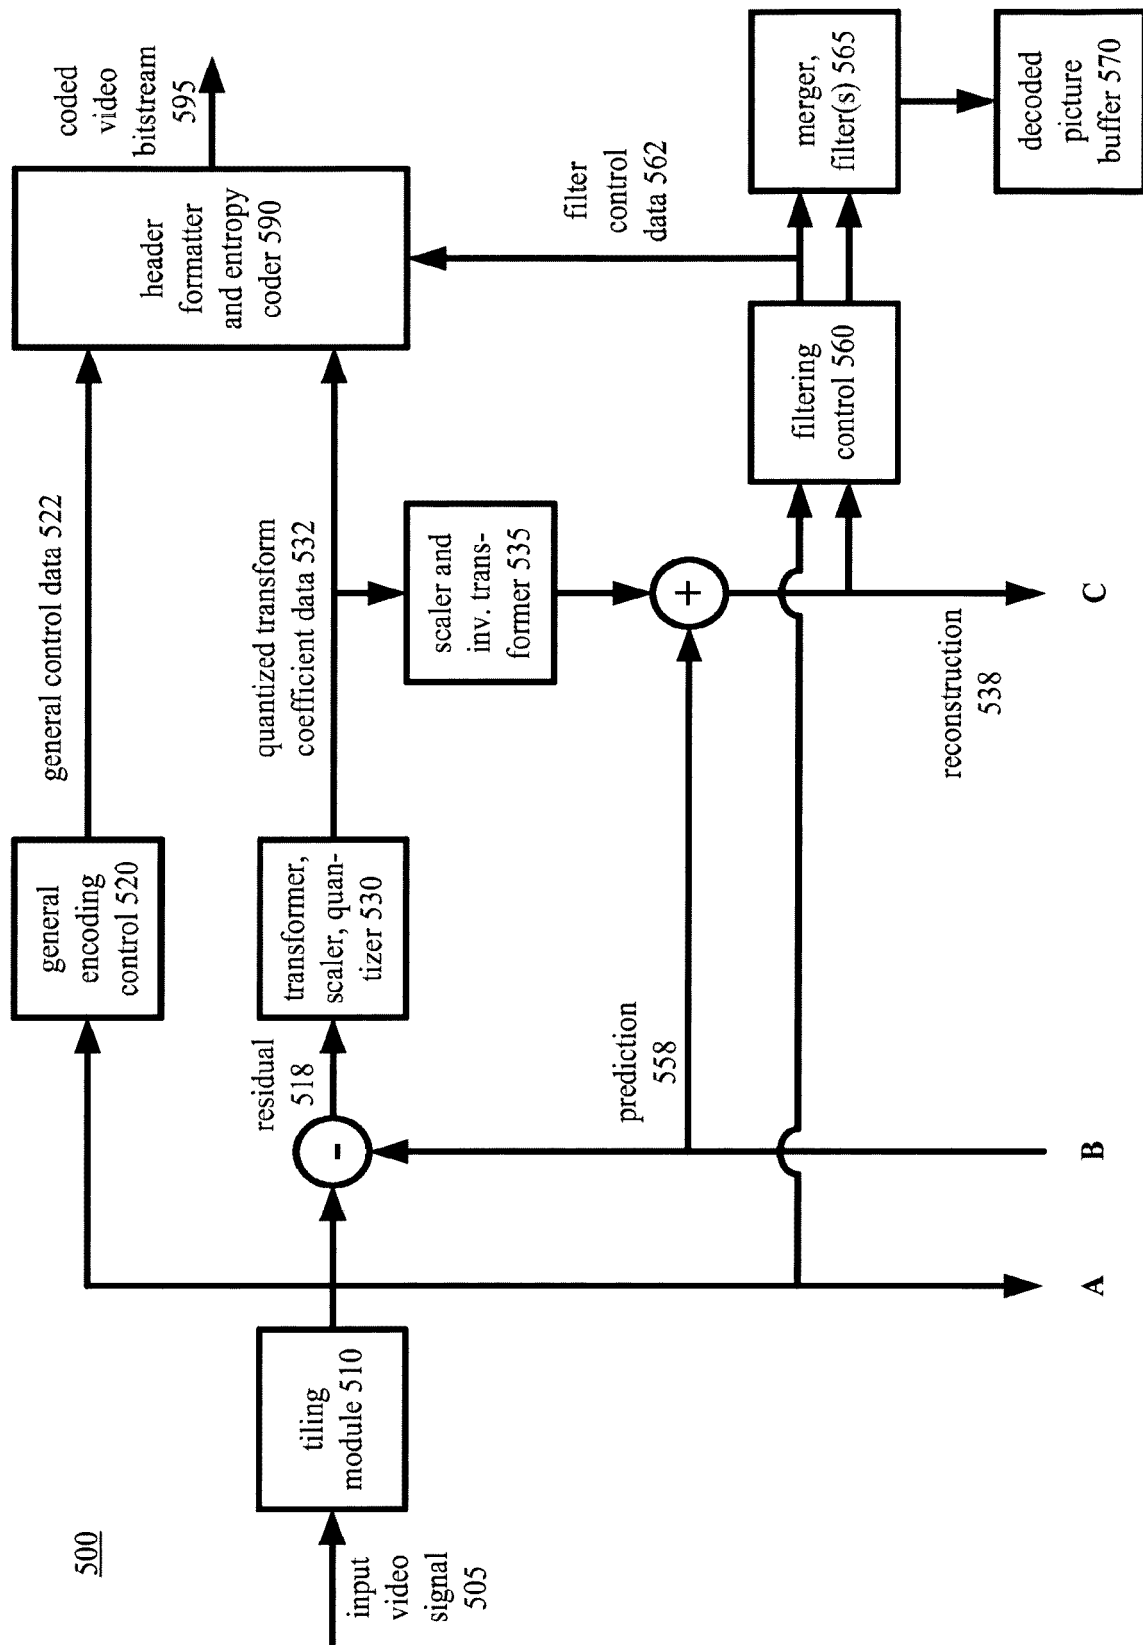 500
input
video
signal
505
tiling
module 510
general
encoding
control 520
general control data 522
residual
518
-
transformer,
scaler, quan-
tizer 530
quantized transform
coefficient data 532
header
formatter
and entropy
coder 590
coded
video
bitstream
595
scaler and
inv. trans-
former 535
prediction
558
+
filter
control
data 562
filtering
control 560
merger,
filter(s) 565
decoded
picture
buffer 570
reconstruction
538
A
B
C